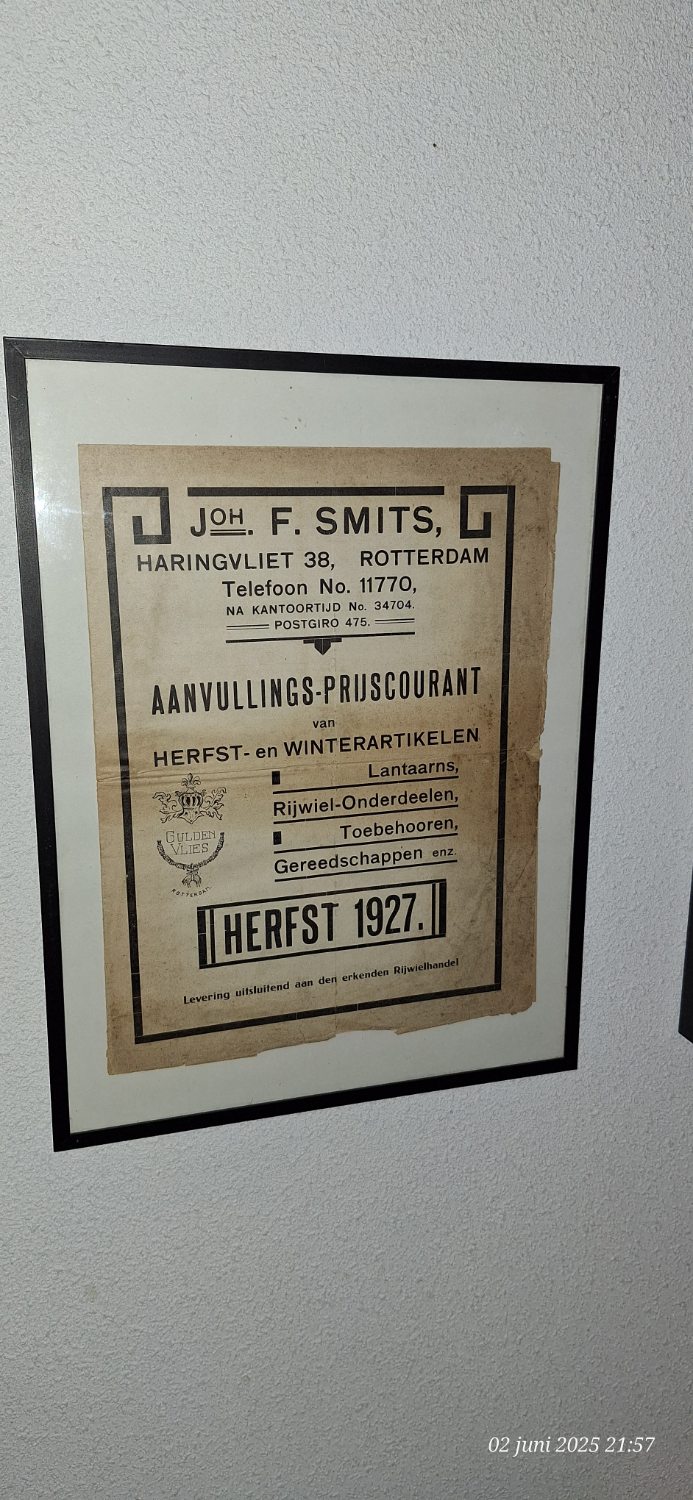 JOH. F. SMITS,
HARINGVLIET 38, ROTTERDAM
Telefoon No. 11770,
NA KANTOORTIJD No. 34704.
POSTGIRO 475.
AANVULLINGS-PRIJSCOURANT
van
HERFST- en WINTERARTIKELEN
Lantaarns,
Rijwiel-Onderdeelen,
Toebehooren,
Gereedschappen enz.
GULDEN
VLIES
ROTTERDAM.
HERFST 1927.
Levering uitsluitend aan den erkenden Rijwielhandel
02 juni 2025 21:57